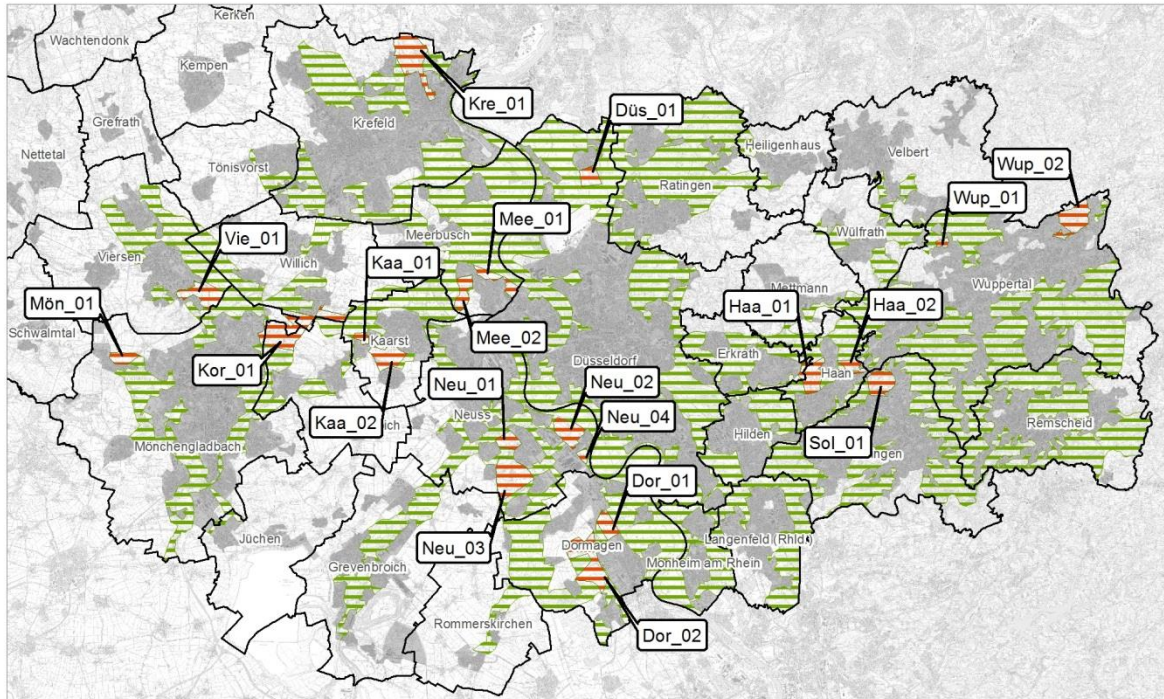 Kerken
Wachtendonk
Kempen
Kre_01
Grefrath
Krefeld
Düs_01
Heiligenhaus
Velbert
Nettetal
Tönisvorst
Wup_02
Ratingen
Wup_01
Mee_01
Meerbusch
Wülfrath
Vie_01
Viersen
Willich
Kaa_01
Wuppertal
Mettmann
Mön_01
Haa_01
Haa_02
Schwalmtal
Kaarst
Mee_02
Erkrath
Düsseldorf
Haan
Kor_01
Neu_01
Neu_02
Neuss
Neu_04
Remscheid
Kaa_02
ich
Mönchengladbach
Hilden
Sol_01
ingen
Dor_01
Jüchen
Neu_03
Dormagen
Langenfeld (Rhld.
Grevenbroich
Monheim am Rhein
Rommerskirchen
Dor_02